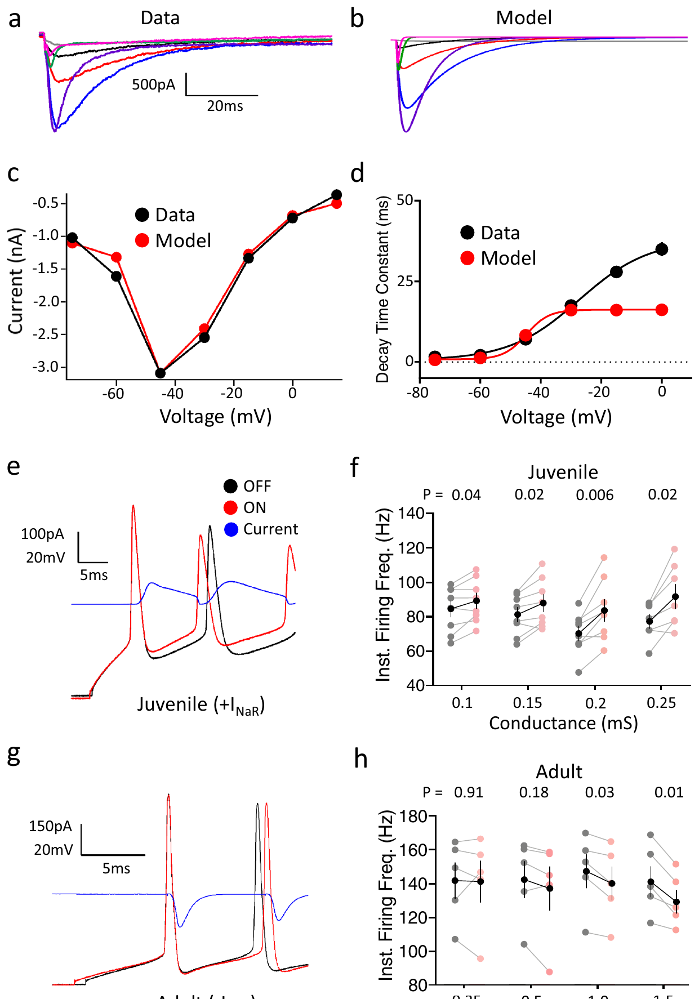 a
Data
b
Model
500pA
20ms
c
-0.5
-1.0
-1.5
-2.0
-2.5
-3.0
Current (nA)
Data
Model
-60
-40
-20
0
Voltage (mV)
d
50
25
0
Decay Time Constant (ms)
Data
Model
-80
-60
-40
-20
0
Voltage (mV)
e
OFF
ON
Current
100pA
20mV
5ms
Juvenile (+INaR)
f
Juvenile
P = 0.04 0.02 0.006 0.02
140
120
100
80
60
40
Inst. Firing Freq. (Hz)
0.1 0.15 0.2 0.25
Conductance (mS)
g
150pA
20mV
5ms
h
Adult
P = 0.91 0.18 0.03 0.01
180
160
140
120
100
80
Inst. Firing Freq. (Hz)